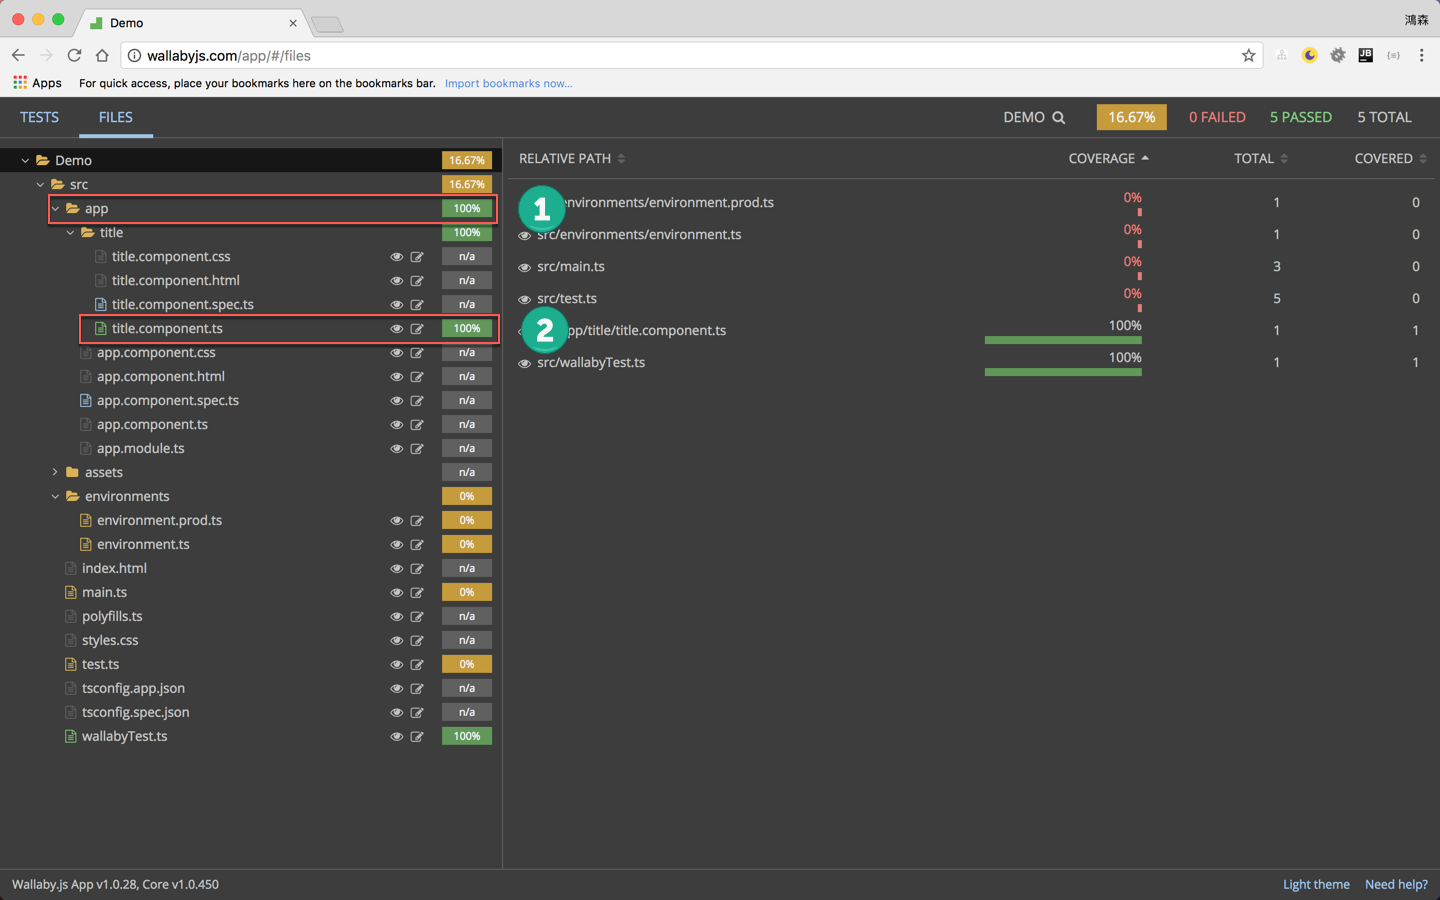 Demo
鴻森
wallabyjs.com/app/#/files
Apps
For quick access, place your bookmarks here on the bookmarks bar.
Import bookmarks now...
TESTS
FILES
DEMO
16.67%
0 FAILED
5 PASSED
5 TOTAL
Demo 16.67%
src 16.67%
app 100%
title 100%
title.component.css n/a
title.component.html n/a
title.component.spec.ts n/a
title.component.ts 100%
app.component.css n/a
app.component.html n/a
app.component.spec.ts n/a
app.component.ts n/a
app.module.ts n/a
assets n/a
environments 0%
environment.prod.ts 0%
environment.ts 0%
index.html n/a
main.ts 0%
polyfills.ts n/a
styles.css n/a
test.ts 0%
tsconfig.app.json n/a
tsconfig.spec.json n/a
wallabyTest.ts 100%
RELATIVE PATH COVERAGE TOTAL COVERED
1 environments/environment.prod.ts 0% 1 0
src/environments/environment.ts 0% 1 0
src/main.ts 0% 3 0
src/test.ts 0% 5 0
2 pp/title/title.component.ts 100% 1 1
src/wallabyTest.ts 100% 1 1
Wallaby.js App v1.0.28, Core v1.0.450
Light theme
Need help?